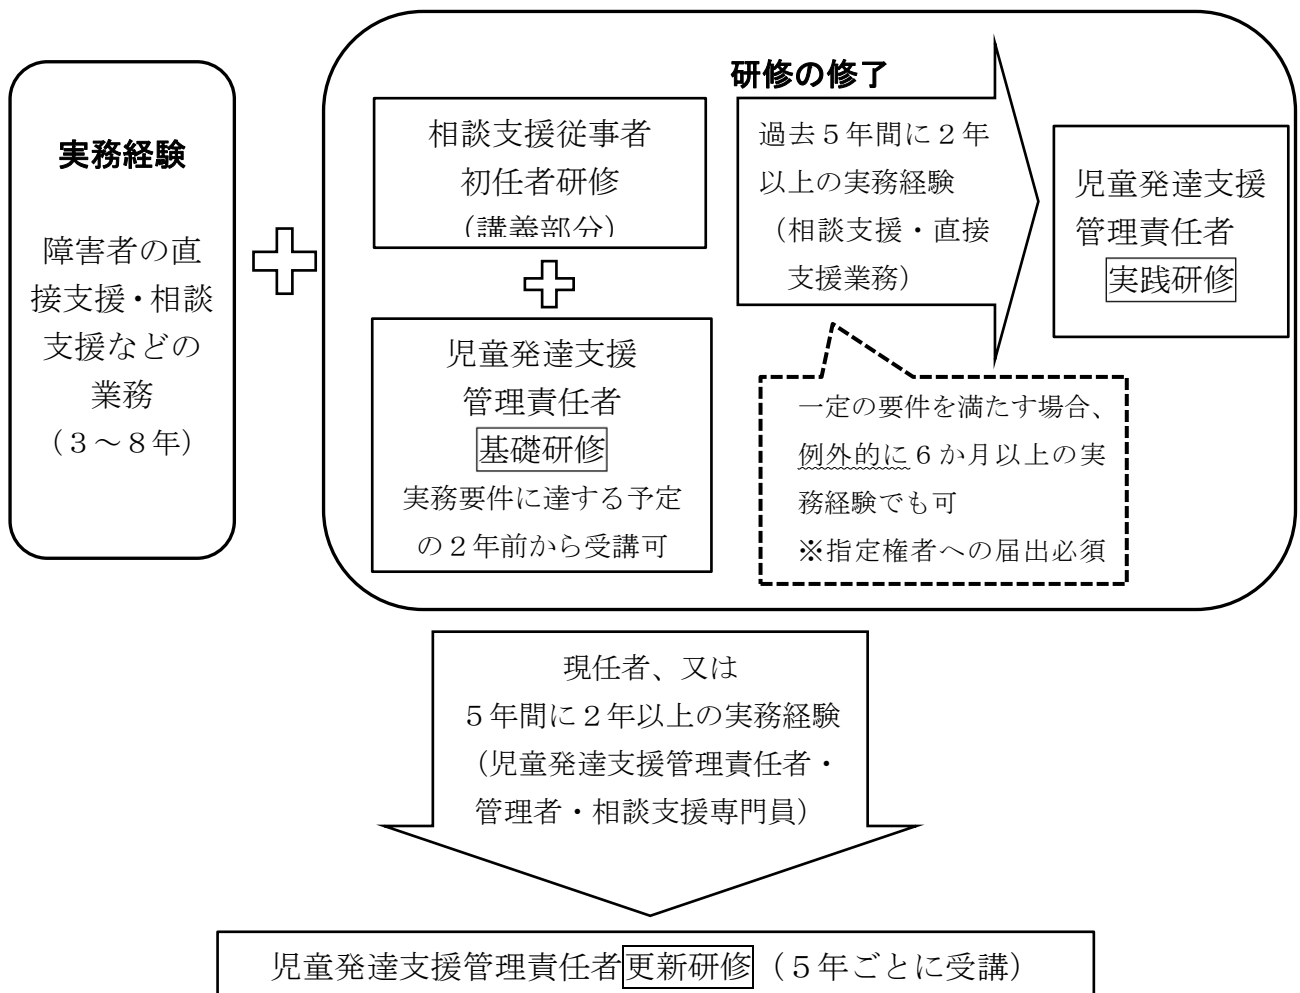 実務経験
障害者の直
接支援・相談
支援などの
業務
（３～８年）
研修の修了
相談支援従事者
初任者研修
（講義部分）
児童発達支援
管理責任者
基礎研修
実務要件に達する予定
の２年前から受講可
過去５年間に２年
以上の実務経験
（相談支援・直接
支援業務）
一定の要件を満たす場合、
例外的に６か月以上の実
務経験でも可
※指定権者への届出必須
児童発達支援
管理責任者
実践研修
現任者、又は
５年間に２年以上の実務経験
（児童発達支援管理責任者・
管理者・相談支援専門員）
児童発達支援管理責任者更新研修（５年ごとに受講）